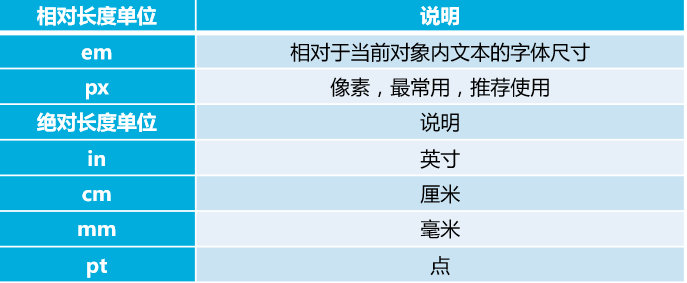 相对长度单位 说明
em 相对于当前对象内文本的字体尺寸
px 像素，最常用，推荐使用
绝对长度单位 说明
in 英寸
cm 厘米
mm 毫米
pt 点